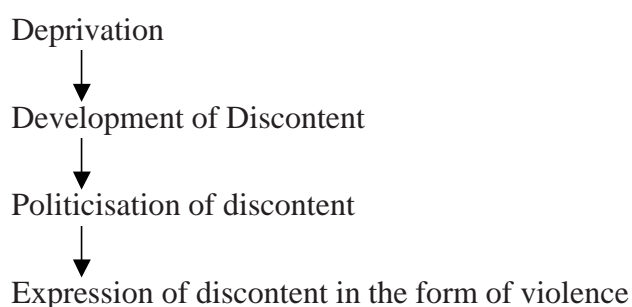 Deprivation
Development of Discontent
Politicisation of discontent
Expression of discontent in the form of violence